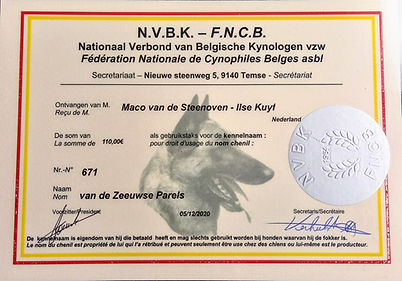 N.V.B.K. – F.N.C.B.
Nationaal Verbond van Belgische Kynologen vzw
Fédération Nationale de Cynophiles Belges asbl
Secretariaat – Nieuwe steenweg 5, 9140 Temse - Secrétariat
Ontvangen van M. Maco van de Steenoven - Ilse Kuyf
Reçu de M.
Nederland
De som van als gebruikstaks voor de kennelnaam :
La somme de 110,00€ pour droit d'usage du nom chenil :
Nr.-N° 671
Naam
Nom van de Zeeuwse Parels
Voorzitter/President 05/12/2020 Secretaris/Secrétaire
De kennelnaam is eigendom van hij die betaald heeft en mag slechts gebruikt worden bij honden waarvan hij de fokker is.
Le nom du chenil est propriété de lui qui l'a rétribué et peut seulement être use chez des chiens ou lui-même est le producteur.
N.V.B.K. F.N.C.B.